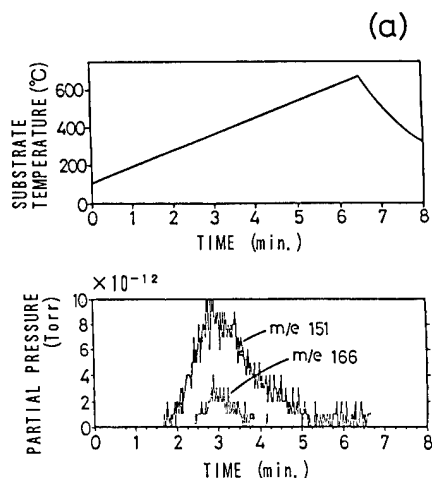 (a)
SUBSTRATE
TEMPERATURE(°C)
600
400
200
0
0 1 2 3 4 5 6 7 8
TIME (min.)
×10⁻¹²
PARTIAL PRESSURE
(Torr)
10
8
6
4
2
0
m/e 151
m/e 166
0 1 2 3 4 5 6 7 8
TIME (min.)